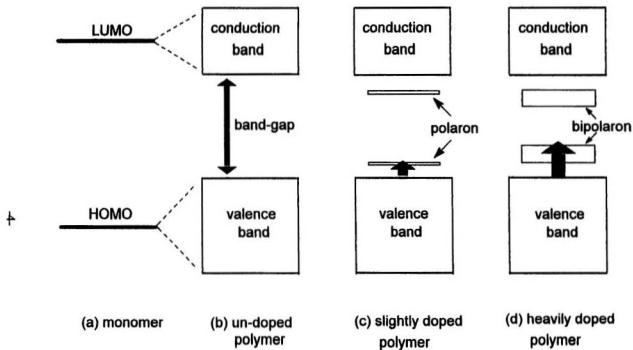 LUMO
conduction
band
conduction
band
conduction
band
band-gap
polaron
bipolaron
HOMO
valence
band
valence
band
valence
band
(a) monomer
(b) un-doped
polymer
(c) slightly doped
polymer
(d) heavily doped
polymer